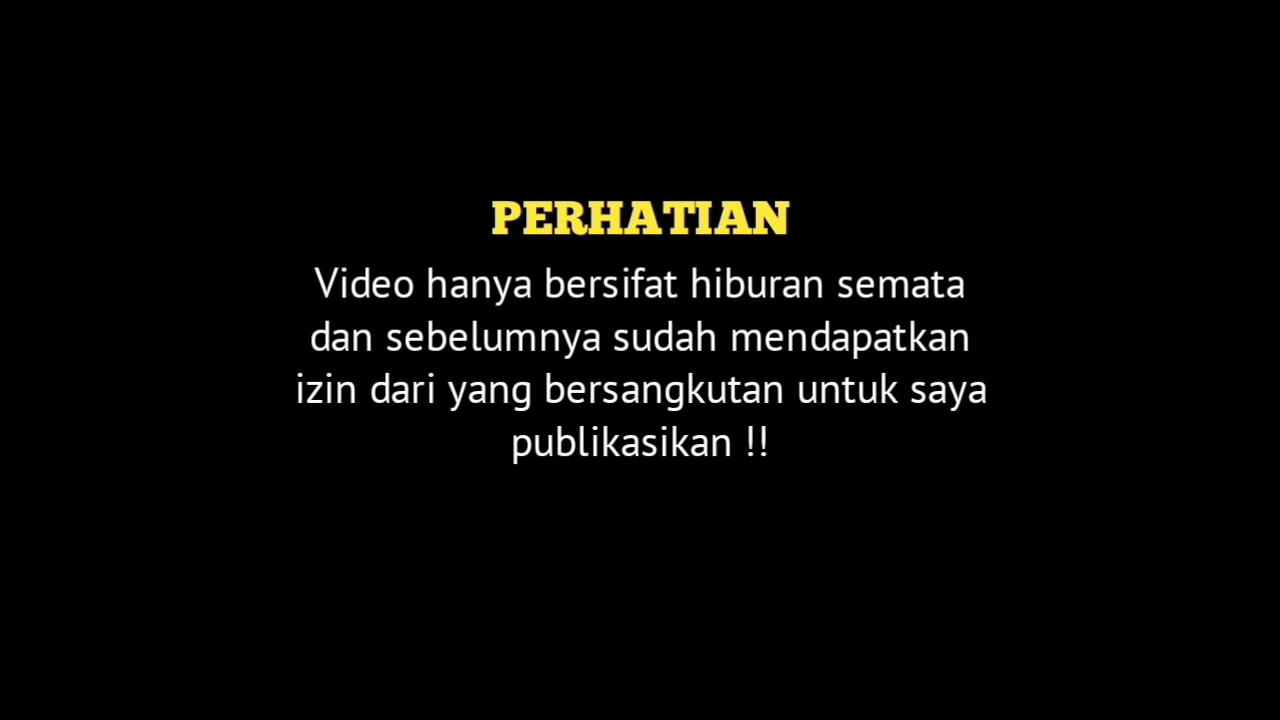 PERHATIAN
Video hanya bersifat hiburan semata
dan sebelumnya sudah mendapatkan
izin dari yang bersangkutan untuk saya
publikasikan !!